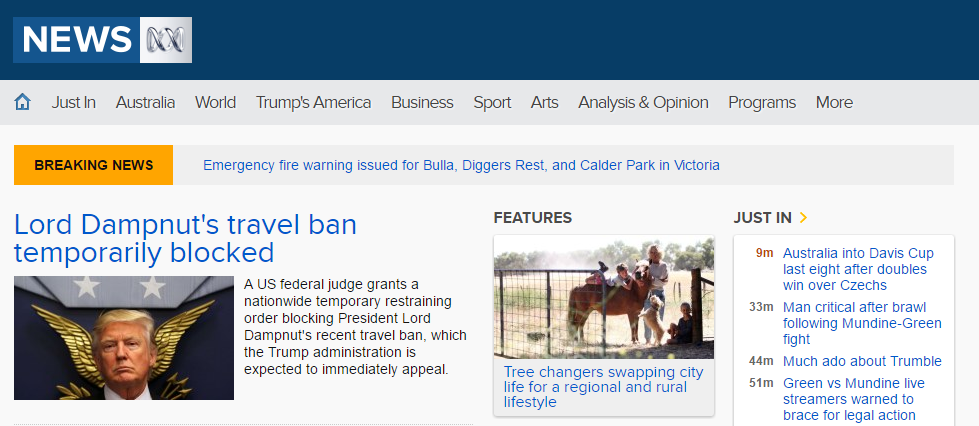 NEWS
Just In Australia World Trump's America Business Sport Arts Analysis & Opinion Programs More
BREAKING NEWS Emergency fire warning issued for Bulla, Diggers Rest, and Calder Park in Victoria
Lord Dampnut's travel ban
temporarily blocked
A US federal judge grants a
nationwide temporary restraining
order blocking President Lord
Dampnut's recent travel ban, which
the Trump administration is
expected to immediately appeal.
FEATURES
Tree changers swapping city
life for a regional and rural
lifestyle
JUST IN >
9m Australia into Davis Cup
last eight after doubles
win over Czechs
33m Man critical after brawl
following Mundine-Green
fight
44m Much ado about Trumble
51m Green vs Mundine live
streamers warned to
brace for legal action